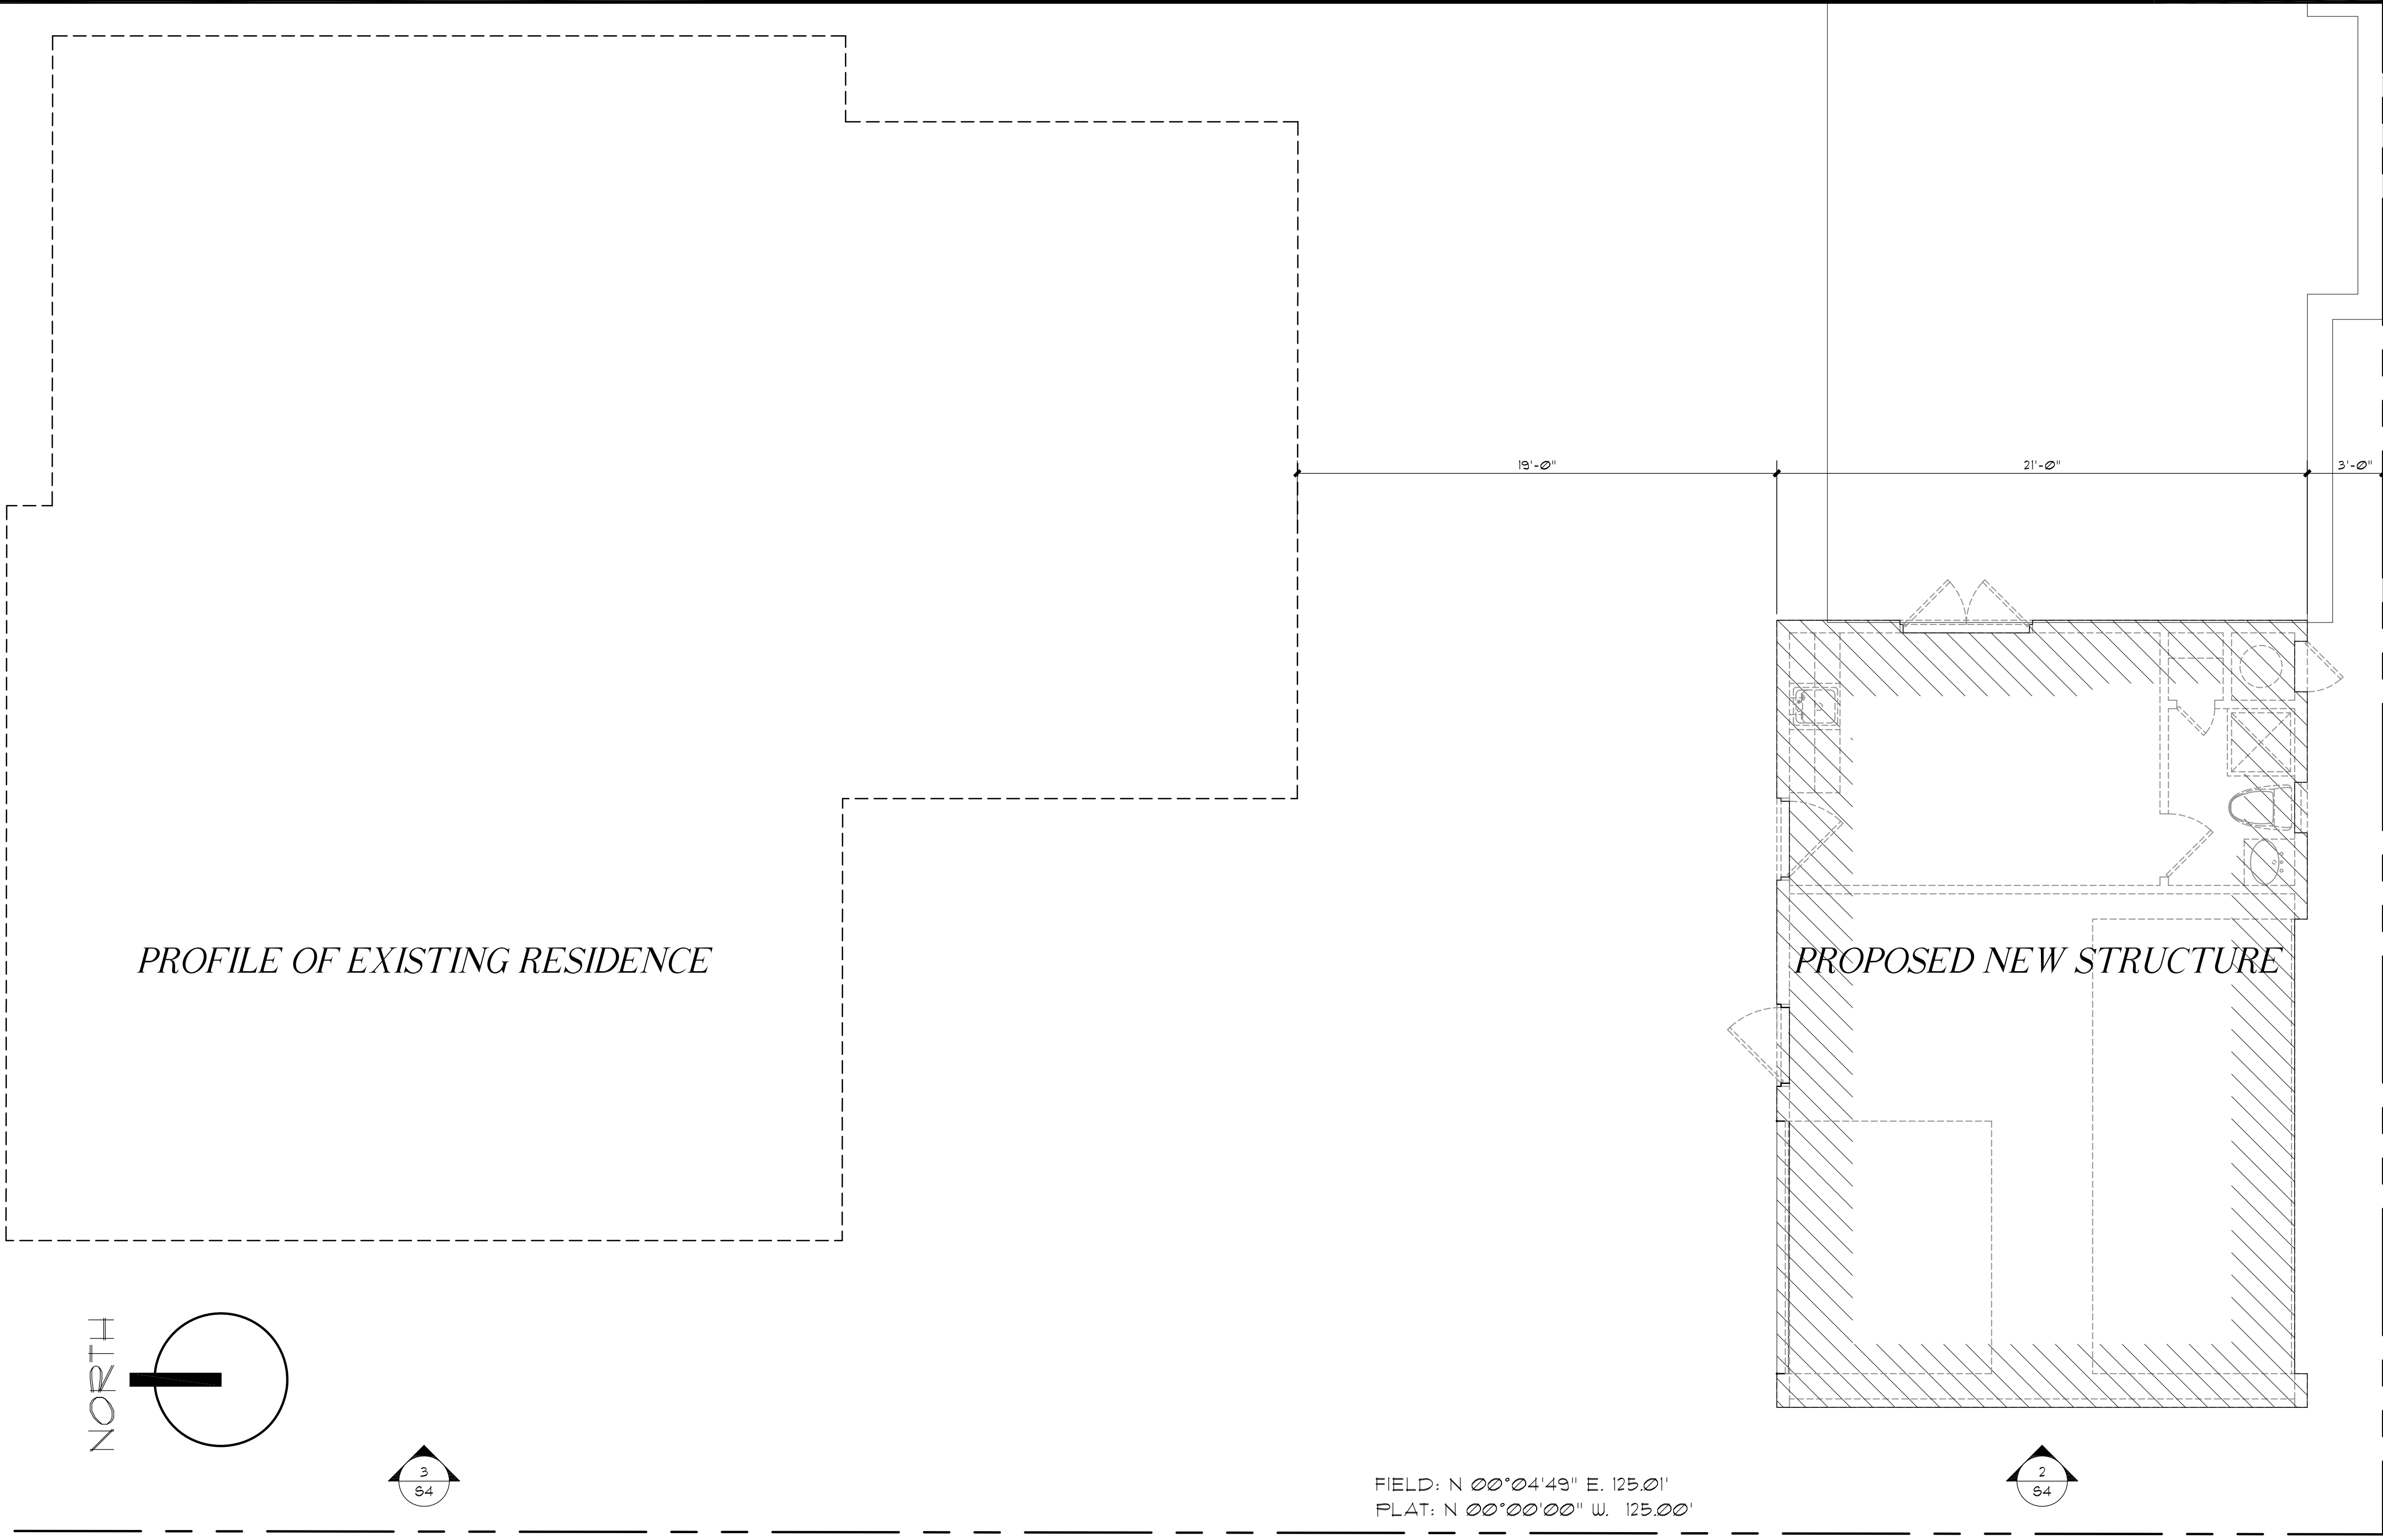 19'-0"
21'-0"
3'-0"
PROFILE OF EXISTING RESIDENCE
PROPOSED NEW STRUCTURE
NORTH
3
S4
2
S4
FIELD: N 00°04'49" E. 125.01'
PLAT: N 00°00'00" W. 125.00'